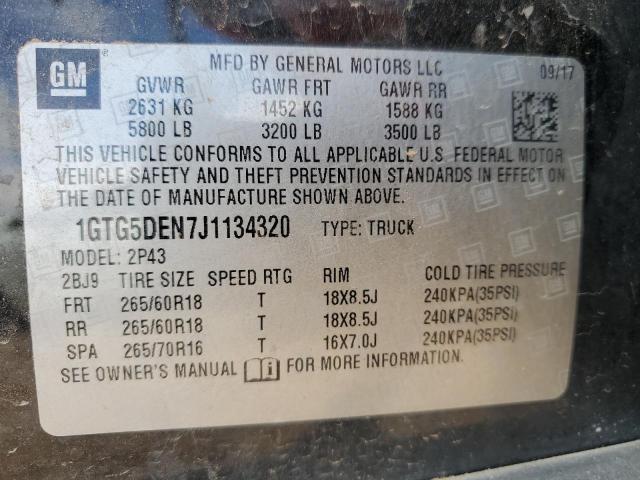 GM
MFD BY GENERAL MOTORS LLC
09/17
GVWR GAWR FRT GAWR RR
2631 KG 1452 KG 1588 KG
5800 LB 3200 LB 3500 LB
THIS VEHICLE CONFORMS TO ALL APPLICABLE U.S. FEDERAL MOTOR
VEHICLE SAFETY AND THEFT PREVENTION STANDARDS IN EFFECT ON
THE DATE OF MANUFACTURE SHOWN ABOVE.
1GTG5DEN7J1134320 TYPE: TRUCK
MODEL: 2P43
2BJ9 TIRE SIZE SPEED RTG RIM COLD TIRE PRESSURE
FRT 265/60R18 T 18X8.5J 240KPA(35PSI)
RR 265/60R18 T 18X8.5J 240KPA(35PSI)
SPA 265/70R16 T 16X7.0J 240KPA(35PSI)
SEE OWNER'S MANUAL FOR MORE INFORMATION.